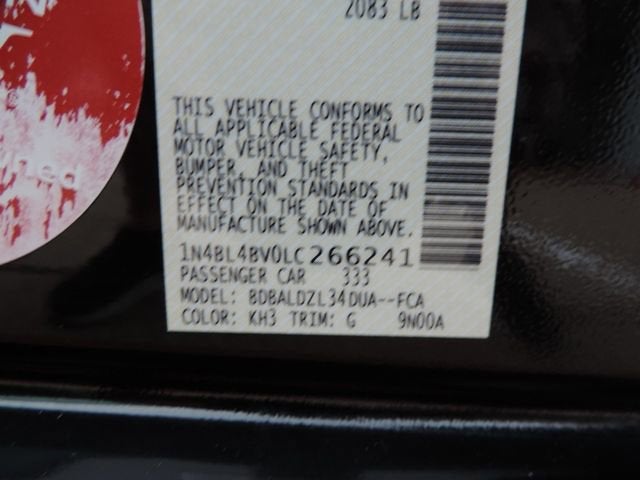 2083 LB
THIS VEHICLE CONFORMS TO
ALL APPLICABLE FEDERAL
MOTOR VEHICLE SAFETY,
BUMPER, AND THEFT
PREVENTION STANDARDS IN
EFFECT ON THE DATE OF
MANUFACTURE SHOWN ABOVE.
1N4BL4BV0LC266241
PASSENGER CAR 333
MODEL: BDBALDZL34DUA--FCA
COLOR: KH3 TRIM: G 9N00A